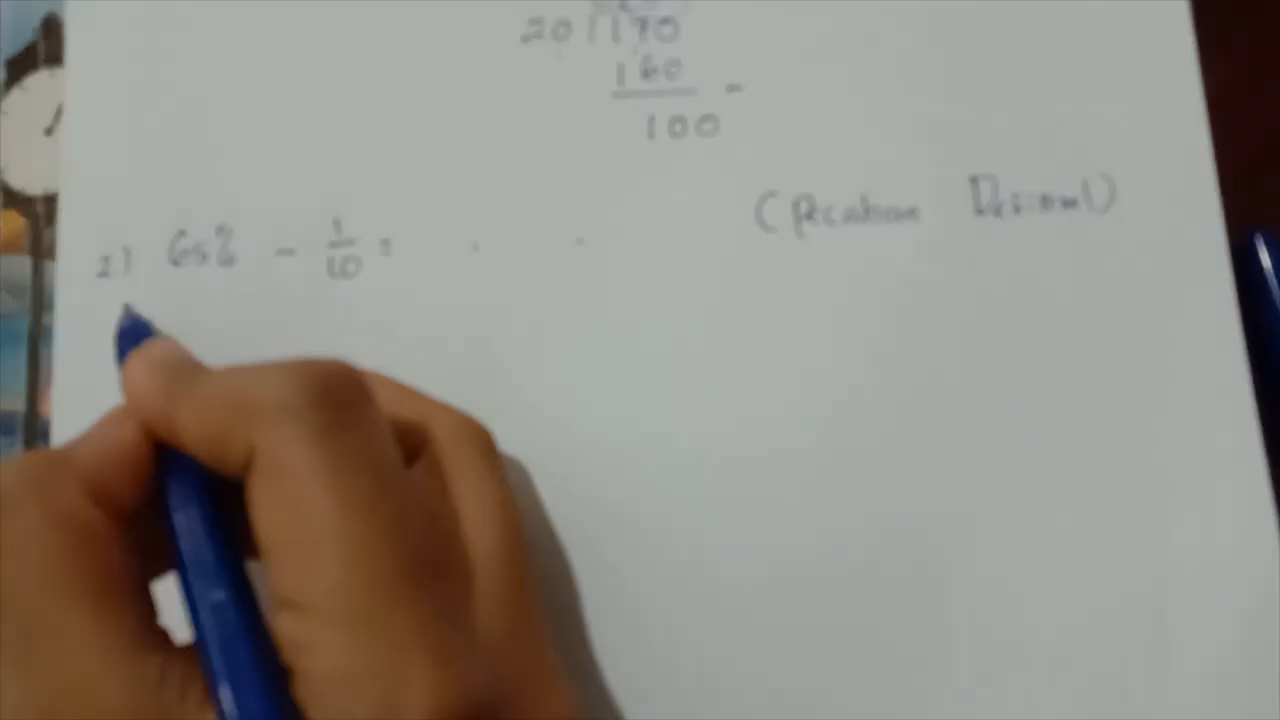 20 / 170
160 -
100
(Pecahan Desimal)
2) 65% - 1/10 =